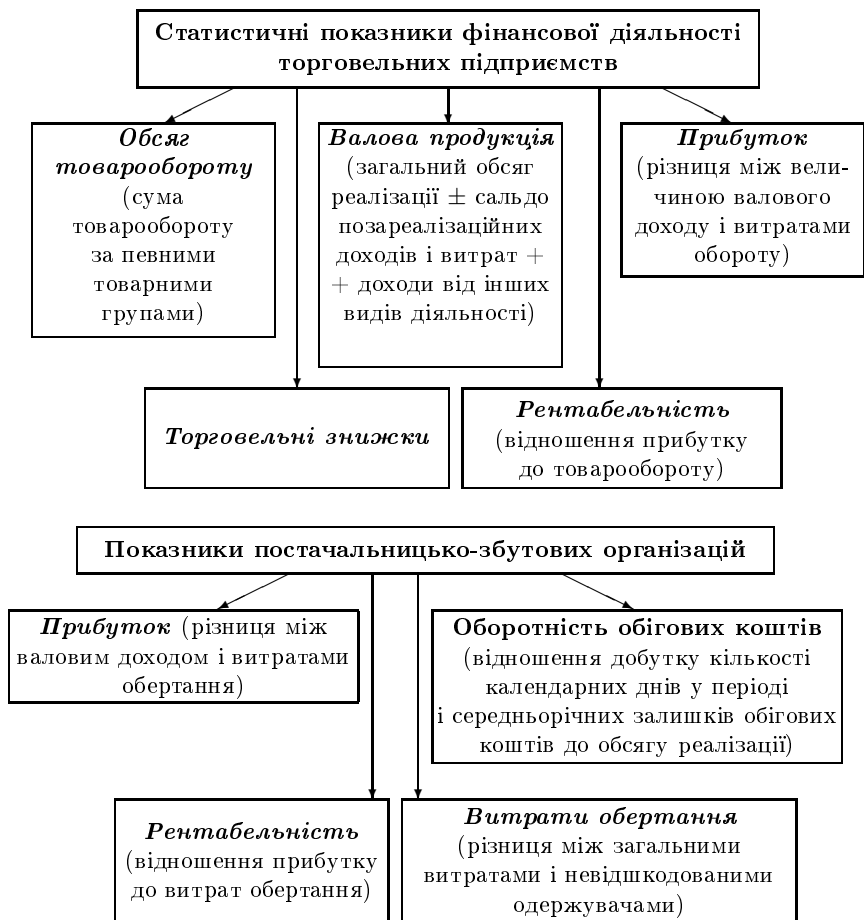 Статистичні показники фінансової діяльності
торговельних підприємств
Обсяг
товарообороту
(сума
товарообороту
за певними
товарними
групами)
Валова продукція
(загальний обсяг
реалізації ± сальдо
позареалізаційних
доходів і витрат +
+ доходи від інших
видів діяльності)
Прибуток
(різниця між вели-
чиною валового
доходу і витратами
обороту)
Торговельні знижки
Рентабельність
(відношення прибутку
до товарообороту)
Показники постачальницько-збутових організацій
Прибуток (різниця між
валовим доходом і витратами
обертання)
Оборотність обігових коштів
(відношення добутку кількості
календарних днів у періоді
і середньорічних залишків обігових
коштів до обсягу реалізації)
Рентабельність
(відношення прибутку
до витрат обертання)
Витрати обертання
(різниця між загальними
витратами і невідшкодованими
одержувачами)